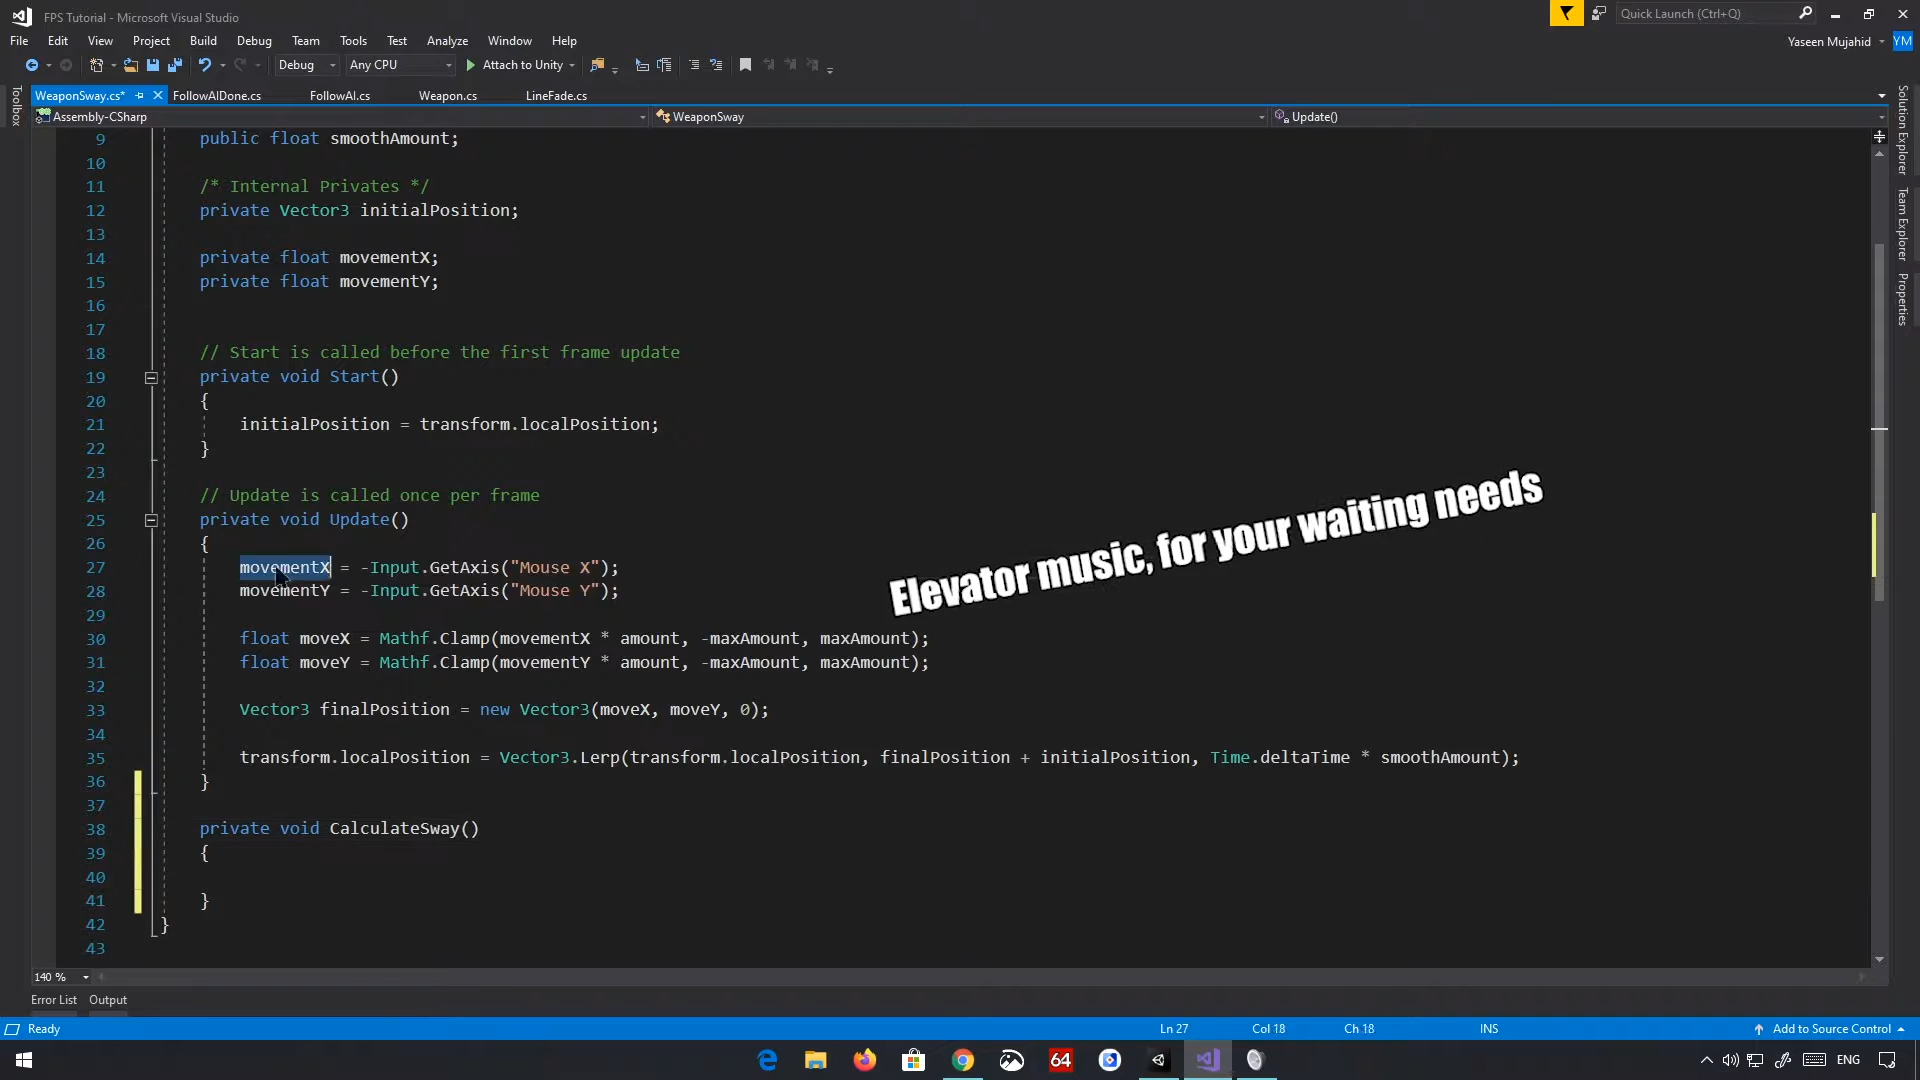 FPS Tutorial - Microsoft Visual Studio
Quick Launch (Ctrl+Q)
File Edit View Project Build Debug Team Tools Test Analyze Window Help
Yaseen Mujahid YM
Debug Any CPU Attach to Unity
WeaponSway.cs* FollowAIDone.cs FollowAI.cs Weapon.cs LineFade.cs
Assembly-CSharp WeaponSway Update()
Toolbox
Solution Explorer
Team Explorer
Properties
9 public float smoothAmount;
10
11 /* Internal Privates */
12 private Vector3 initialPosition;
13
14 private float movementX;
15 private float movementY;
16
17
18 // Start is called before the first frame update
19 private void Start()
20 {
21 initialPosition = transform.localPosition;
22 }
23
24 // Update is called once per frame
25 private void Update()
26 {
27 movementX = -Input.GetAxis("Mouse X");
28 movementY = -Input.GetAxis("Mouse Y");
29
30 float moveX = Mathf.Clamp(movementX * amount, -maxAmount, maxAmount);
31 float moveY = Mathf.Clamp(movementY * amount, -maxAmount, maxAmount);
32
33 Vector3 finalPosition = new Vector3(moveX, moveY, 0);
34
35 transform.localPosition = Vector3.Lerp(transform.localPosition, finalPosition + initialPosition, Time.deltaTime * smoothAmount);
36 }
37
38 private void CalculateSway()
39 {
40
41 }
42 }
43
Elevator music, for your waiting needs
140 %
Error List Output
Ready Ln 27 Col 18 Ch 18 INS Add to Source Control
64 ENG